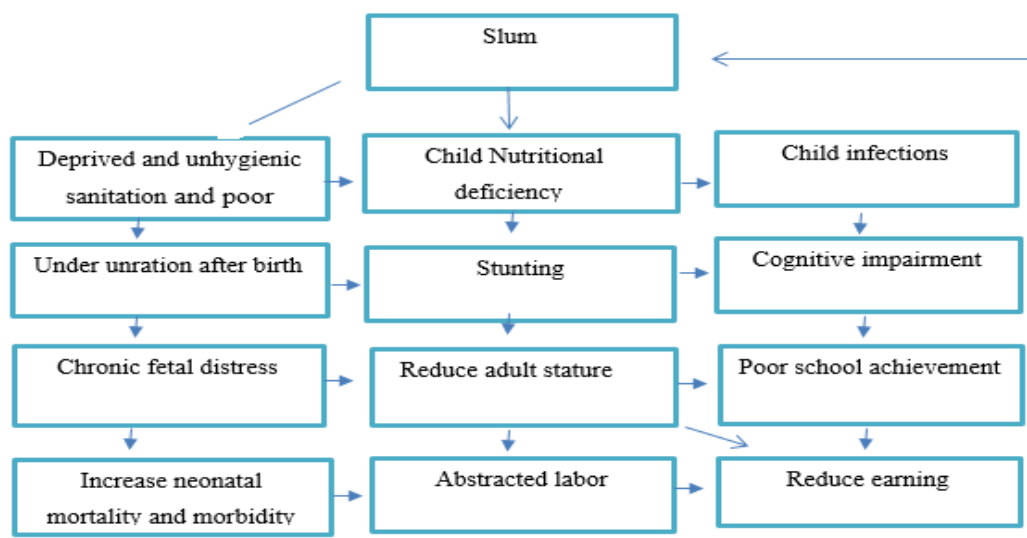 Slum
Deprived and unhygienic
sanitation and poor
Child Nutritional
deficiency
Child infections
Under unration after birth
Stunting
Cognitive impairment
Chronic fetal distress
Reduce adult stature
Poor school achievement
Increase neonatal
mortality and morbidity
Abstracted labor
Reduce earning